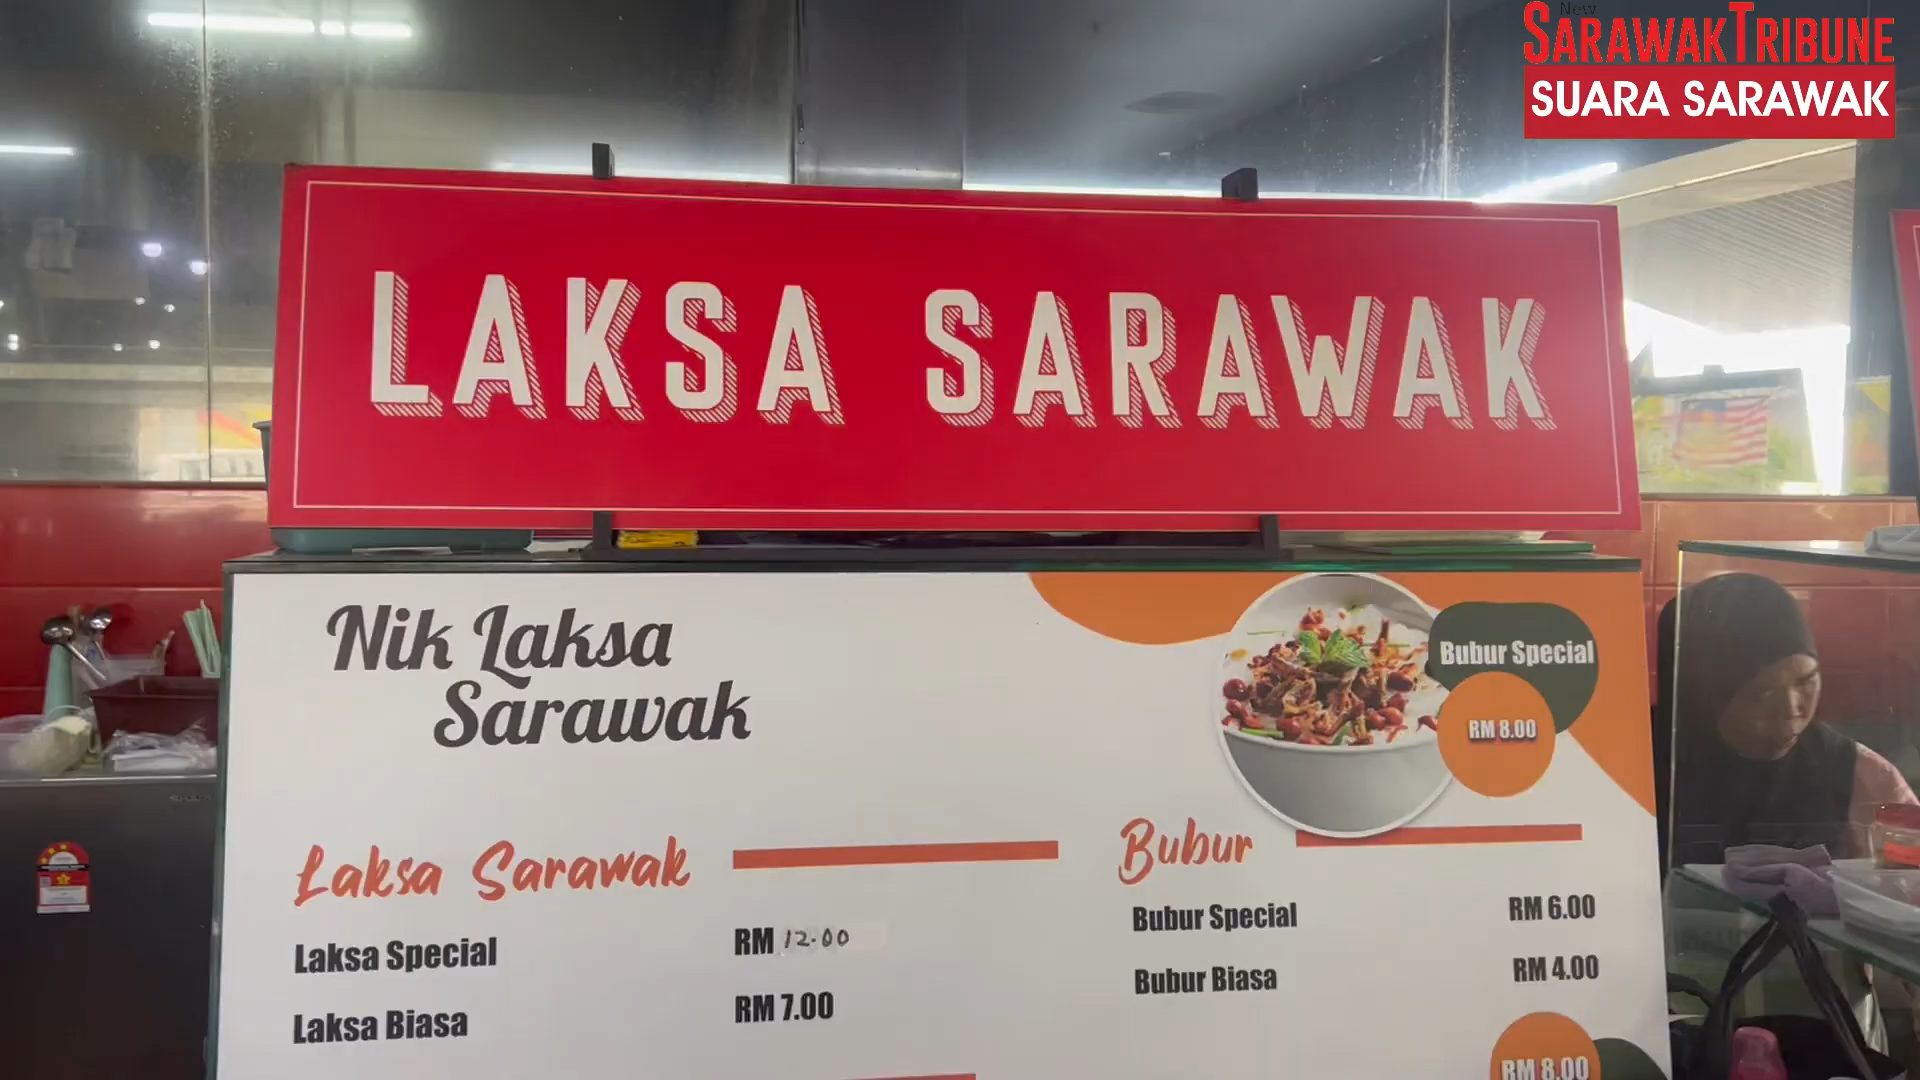 New
SARAWAK TRIBUNE
SUARA SARAWAK
LAKSA SARAWAK
Nik Laksa
Sarawak
Bubur Special
RM 8.00
Laksa Sarawak
Laksa Special RM 12.00
Laksa Biasa RM 7.00
Bubur
Bubur Special RM 6.00
Bubur Biasa RM 4.00
RM 8.00